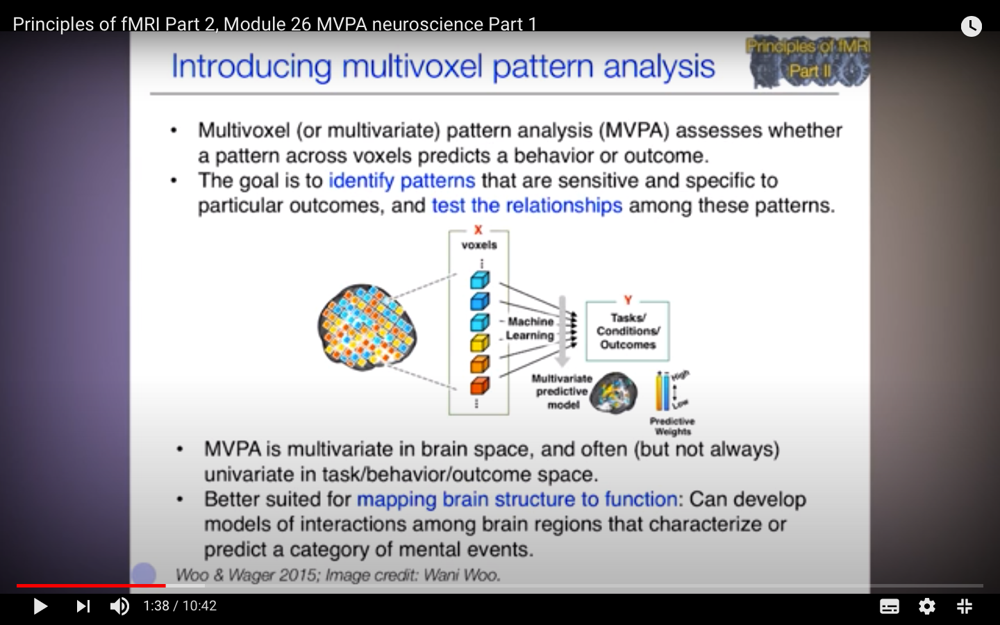 Principles of fMRI Part 2, Module 26 MVPA neuroscience Part 1
Principles of fMRI
Part II
Introducing multivoxel pattern analysis
• Multivoxel (or multivariate) pattern analysis (MVPA) assesses whether
a pattern across voxels predicts a behavior or outcome.
• The goal is to identify patterns that are sensitive and specific to
particular outcomes, and test the relationships among these patterns.
X
voxels
Machine
Learning
Y
Tasks/
Conditions/
Outcomes
Multivariate
predictive
model
+ -
High
Low
Predictive
Weights
• MVPA is multivariate in brain space, and often (but not always)
univariate in task/behavior/outcome space.
• Better suited for mapping brain structure to function: Can develop
models of interactions among brain regions that characterize or
predict a category of mental events.
Woo & Wager 2015; Image credit: Wani Woo.
1:38 / 10:42